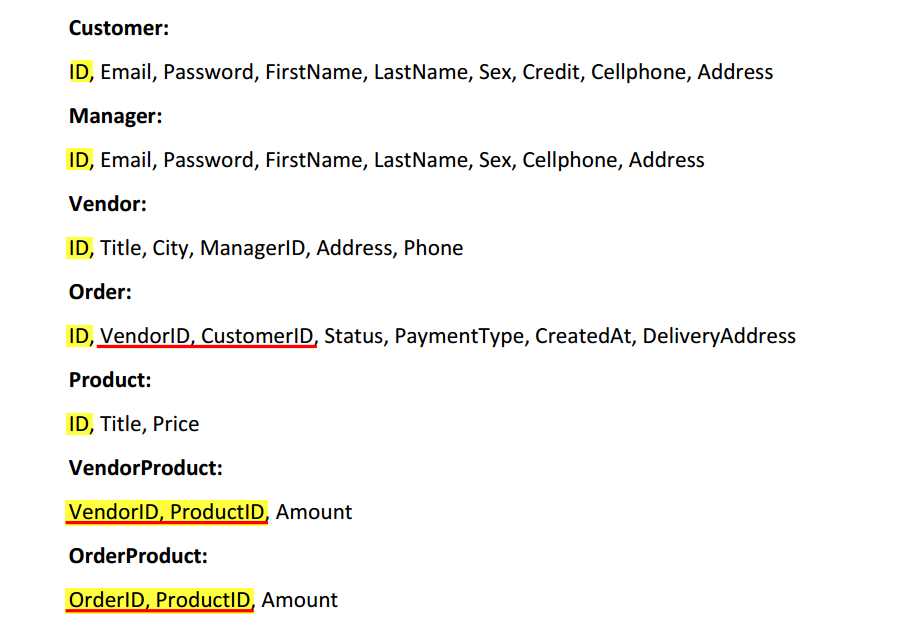 Customer:
ID, Email, Password, FirstName, LastName, Sex, Credit, Cellphone, Address
Manager:
ID, Email, Password, FirstName, LastName, Sex, Cellphone, Address
Vendor:
ID, Title, City, ManagerID, Address, Phone
Order:
ID, VendorID, CustomerID, Status, PaymentType, CreatedAt, DeliveryAddress
Product:
ID, Title, Price
VendorProduct:
VendorID, ProductID, Amount
OrderProduct:
OrderID, ProductID, Amount